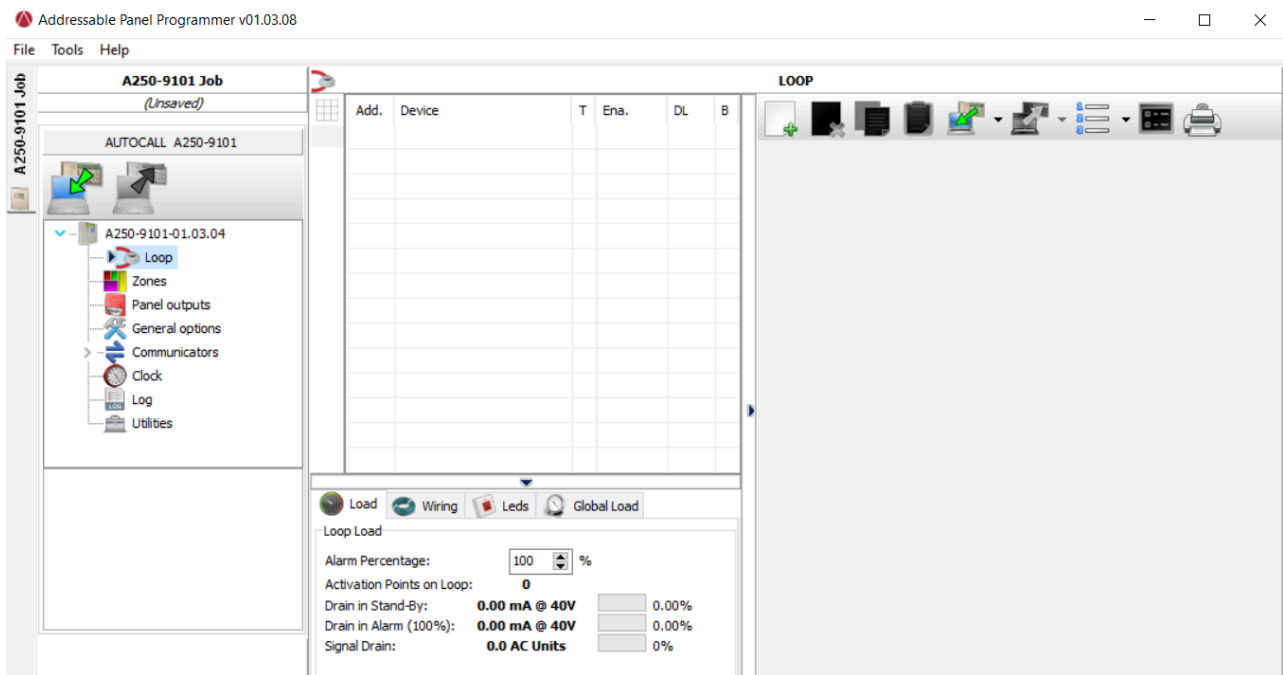 Addressable Panel Programmer v01.03.08
File Tools Help
A250-9101 Job
A250-9101 Job
(Unsaved)
AUTOCALL A250-9101
A250-9101-01.03.04
Loop
Zones
Panel outputs
General options
Communicators
Clock
LOG
Log
Utilities
Add. Device T Ena. DL B
Load Wiring Leds Global Load
Loop Load
Alarm Percentage: 100 %
Activation Points on Loop: 0
Drain in Stand-By: 0.00 mA @ 40V 0.00%
Drain in Alarm (100%): 0.00 mA @ 40V 0.00%
Signal Drain: 0.0 AC Units 0%
LOOP